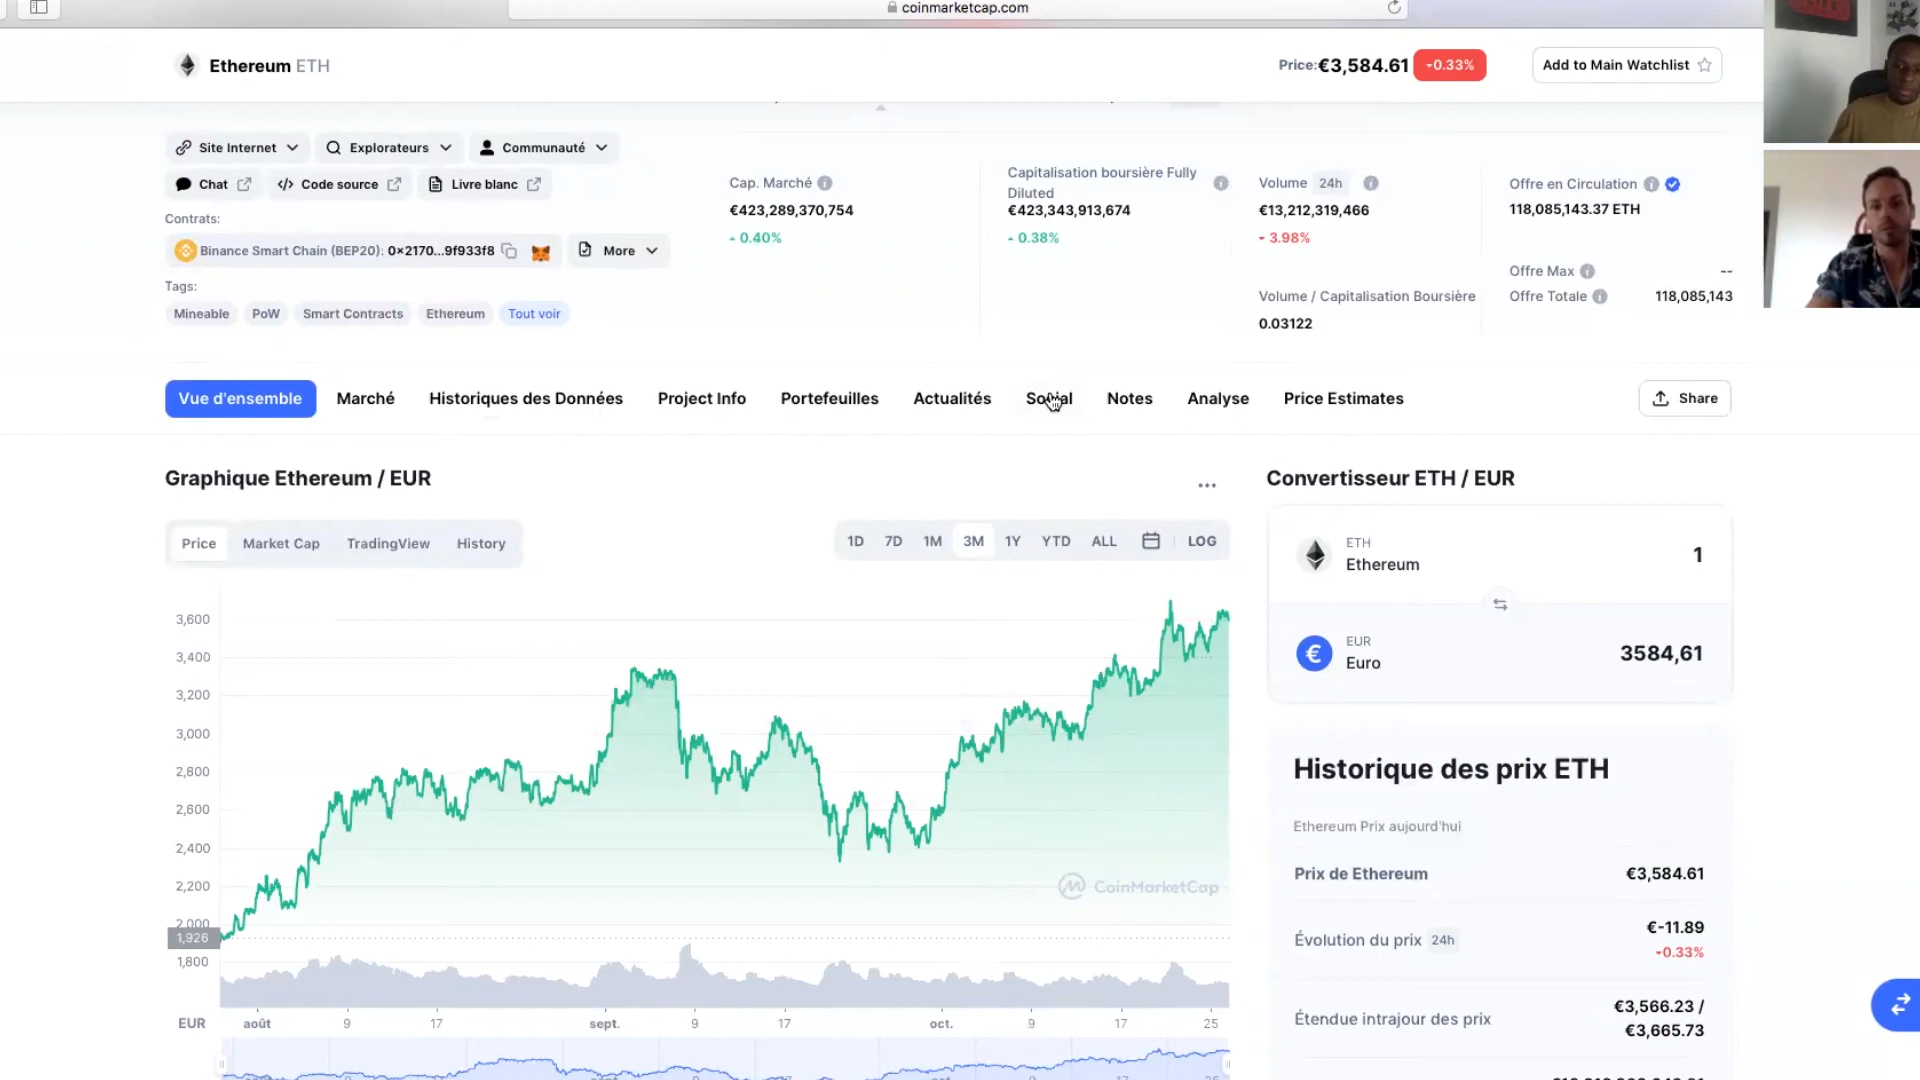 coinmarketcap.com
Ethereum ETH
Price: €3,584.61 -0.33%
Add to Main Watchlist
Site Internet
Explorateurs
Communauté
Chat
Code source
Livre blanc
Contrats:
Binance Smart Chain (BEP20): 0x2170...9f933f8
More
Tags:
Mineable
PoW
Smart Contracts
Ethereum
Tout voir
Cap. Marché
€423,289,370,754
0.40%
Capitalisation boursière Fully
Diluted
€423,343,913,674
0.38%
Volume 24h
€13,212,319,466
3.98%
Volume / Capitalisation Boursière
0.03122
Offre en Circulation
118,085,143.37 ETH
Offre Max --
Offre Totale 118,085,143
Vue d'ensemble
Marché
Historiques des Données
Project Info
Portefeuilles
Actualités
Social
Notes
Analyse
Price Estimates
Share
Graphique Ethereum / EUR
Price
Market Cap
TradingView
History
1D
7D
1M
3M
1Y
YTD
ALL
LOG
3,600
3,400
3,200
3,000
2,800
2,600
2,400
2,200
2,000
1,926
1,800
CoinMarketCap
EUR août 9 17 sept. 9 17 oct. 9 17 25
Convertisseur ETH / EUR
ETH
Ethereum
1
EUR
Euro
3584,61
Historique des prix ETH
Ethereum Prix aujourd'hui
Prix de Ethereum €3,584.61
Évolution du prix 24h €-11.89
-0.33%
Étendue intrajour des prix €3,566.23 /
€3,665.73